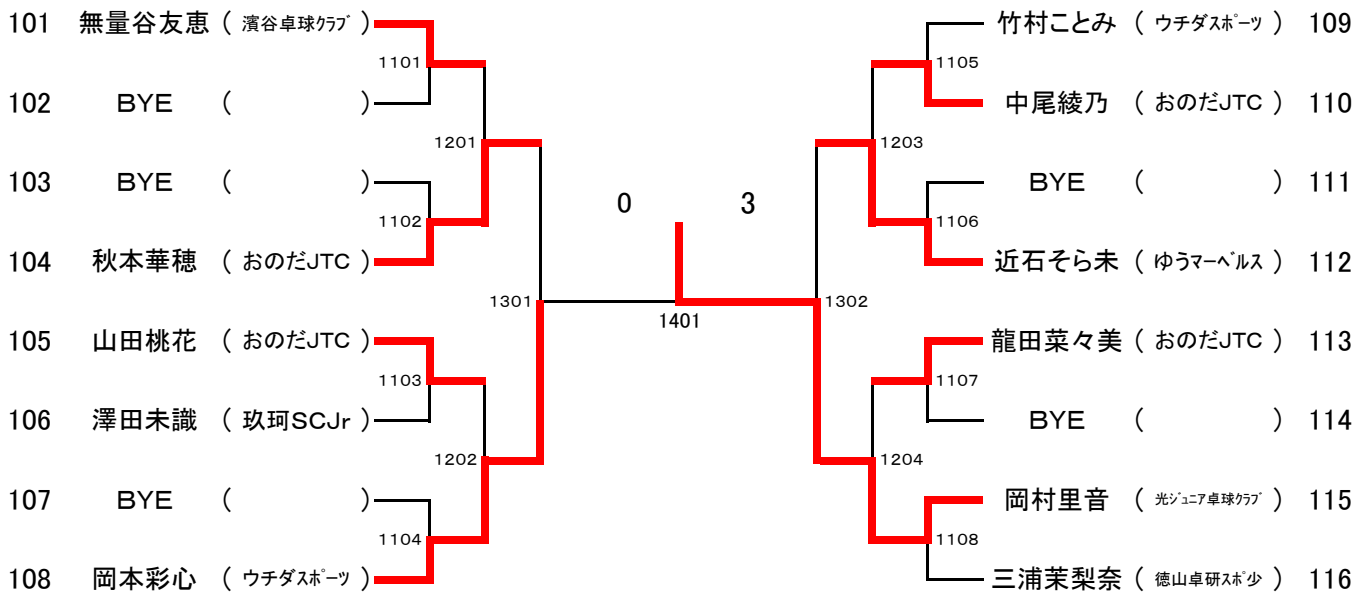 101 無量谷友恵 ( 濱谷卓球クラブ )
102 BYE ( )
103 BYE ( )
104 秋本華穂 ( おのだJTC )
105 山田桃花 ( おのだJTC )
106 澤田未識 ( 玖珂SCJr )
107 BYE ( )
108 岡本彩心 ( ウチダスポーツ )
1101
1102
1103
1104
1201
1202
1301
0 3
1401
1302
1203
1204
1105
1106
1107
1108
竹村ことみ ( ウチダスポーツ ) 109
中尾綾乃 ( おのだJTC ) 110
BYE ( ) 111
近石そら未 ( ゆうマーベルス ) 112
龍田菜々美 ( おのだJTC ) 113
BYE ( ) 114
岡村里音 ( 光ジュニア卓球クラブ ) 115
三浦茉梨奈 ( 徳山卓研スポ少 ) 116